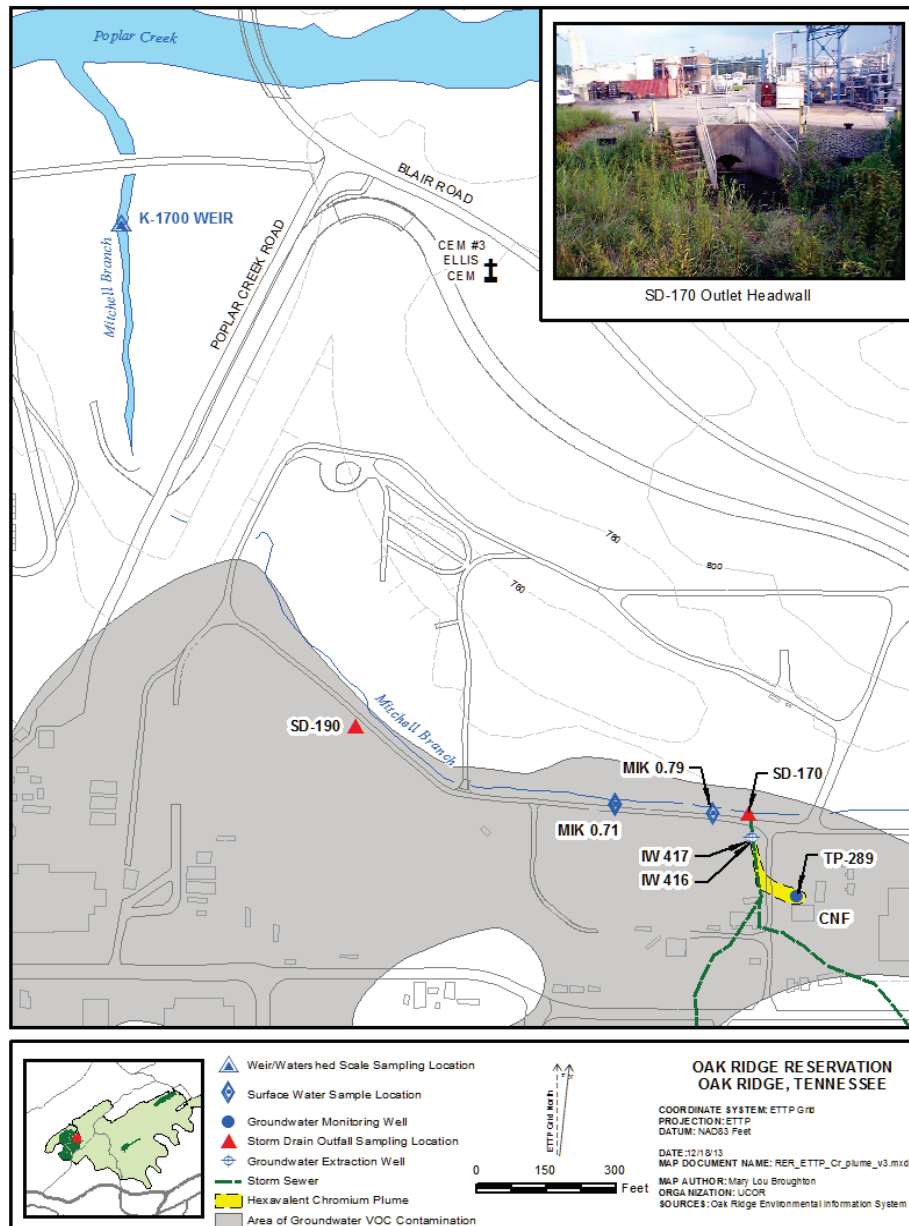 Poplar Creek
SD-170 Outlet Headwall
BLAIR ROAD
K-1700 WEIR
Mitchell Branch
POPLAR CREEK ROAD
CEM #3
ELLIS
CEM
760
800
760
Mitchell Branch
SD-190
MIK 0.79
SD-170
MIK 0.71
IW 417
IW 416
TP-289
CNF
Weir/Watershed Scale Sampling Location
Surface Water Sample Location
Groundwater Monitoring Well
Storm Drain Outfall Sampling Location
Groundwater Extraction Well
Storm Sewer
Hexavalent Chromium Plume
Area of Groundwater VOC Contamination
ETTP Grid North
0 150 300
Feet
OAK RIDGE RESERVATION
OAK RIDGE, TENNESSEE
COORDINATE SYSTEM: ETTP Grid
PROJECTION: ETTP
DATUM: NAD83 Feet
DATE:12/18/13
MAP DOCUMENT NAME: RER_ETTP_Cr_plume_v3.mxd
MAP AUTHOR: Mary Lou Broughton
ORGANIZATION: UCOR
SOURCES: Oak Ridge Environmental Information System